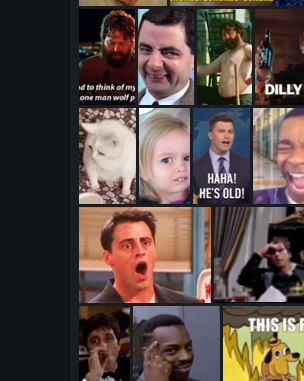 d to think of my
one man wolf p
DILLY
HAHA!
HE'S OLD!
THIS IS F